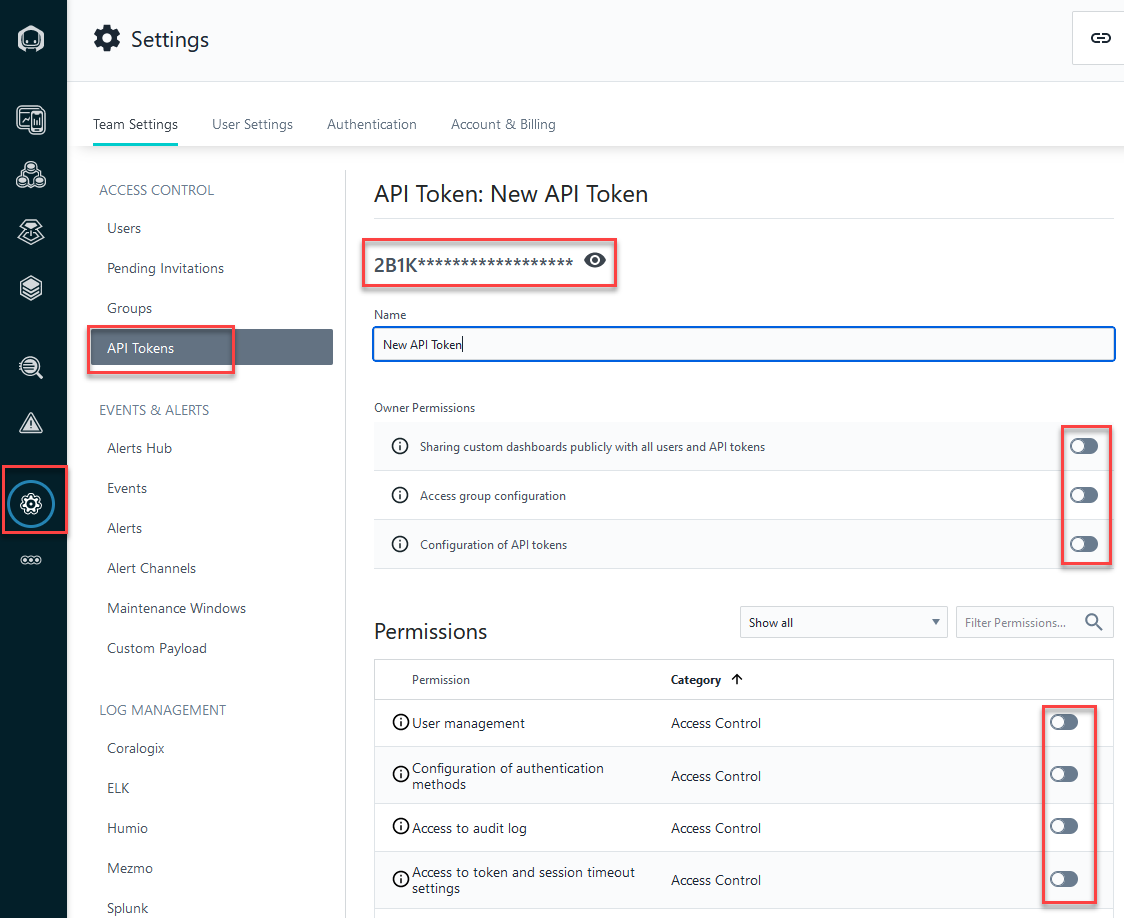 Settings
Team Settings
User Settings
Authentication
Account & Billing
ACCESS CONTROL
Users
Pending Invitations
Groups
API Tokens
EVENTS & ALERTS
Alerts Hub
Events
Alerts
Alert Channels
Maintenance Windows
Custom Payload
LOG MANAGEMENT
Coralogix
ELK
Humio
Mezmo
Splunk
API Token: New API Token
2B1K******************
Name
New API Token
Owner Permissions
Sharing custom dashboards publicly with all users and API tokens
Access group configuration
Configuration of API tokens
Permissions
Show all
Filter Permissions...
Permission
Category
User management
Access Control
Configuration of authentication
methods
Access Control
Access to audit log
Access Control
Access to token and session timeout
settings
Access Control